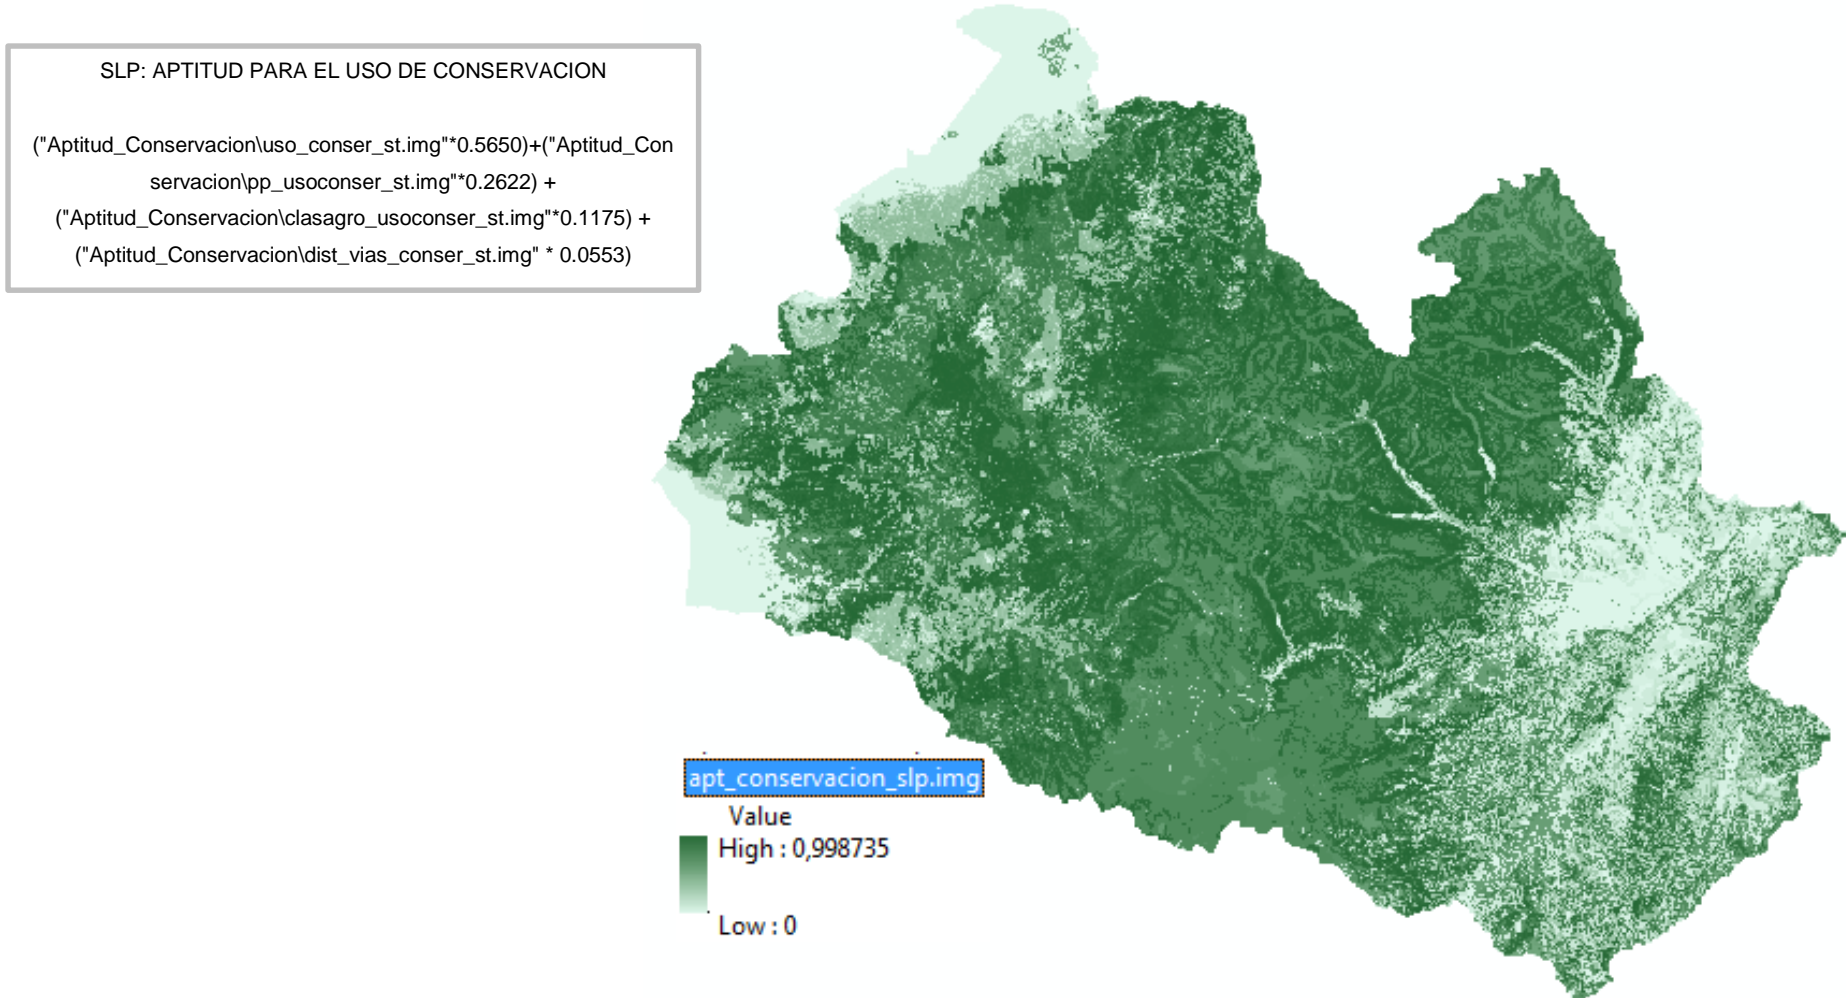 SLP: APTITUD PARA EL USO DE CONSERVACION
("Aptitud_Conservacion\uso_conser_st.img"*0.5650)+("Aptitud_Con
servacion\pp_usoconser_st.img"*0.2622) +
("Aptitud_Conservacion\clasagro_usoconser_st.img"*0.1175) +
("Aptitud_Conservacion\dist_vias_conser_st.img" * 0.0553)
apt_conservacion_slp.img
Value
High : 0,998735
Low : 0